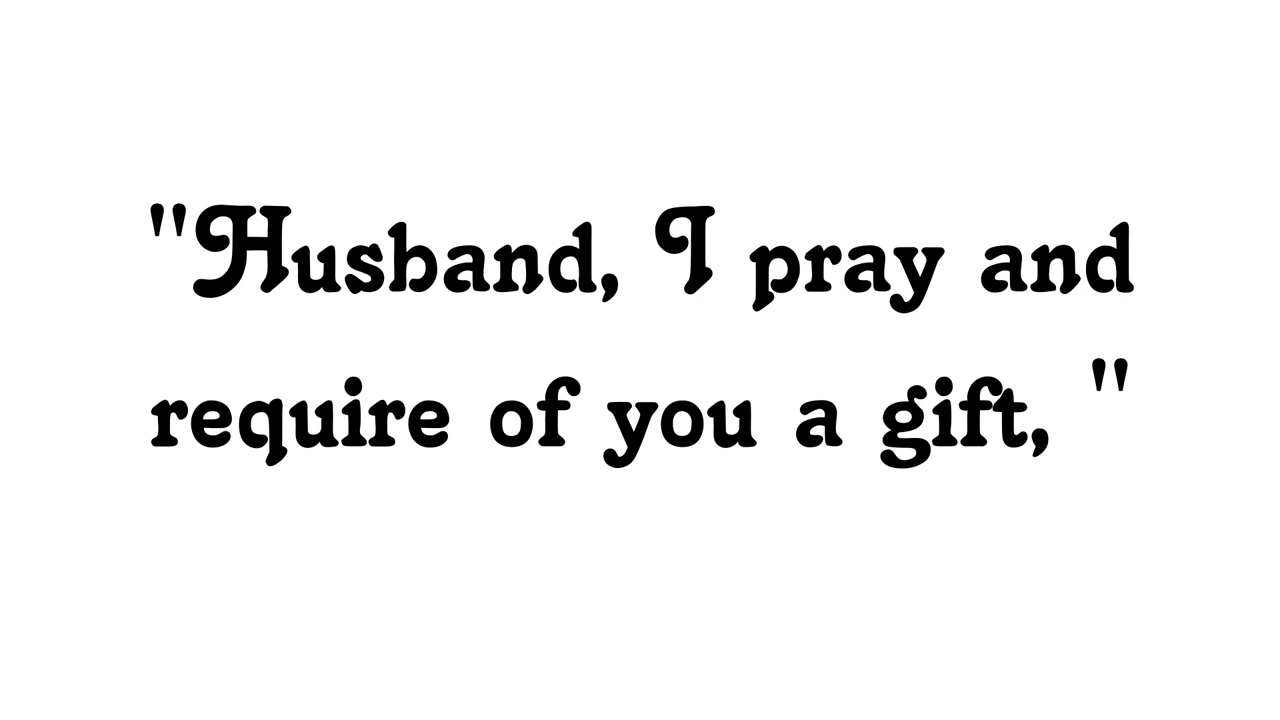 "Husband, I pray and
require of you a gift, "